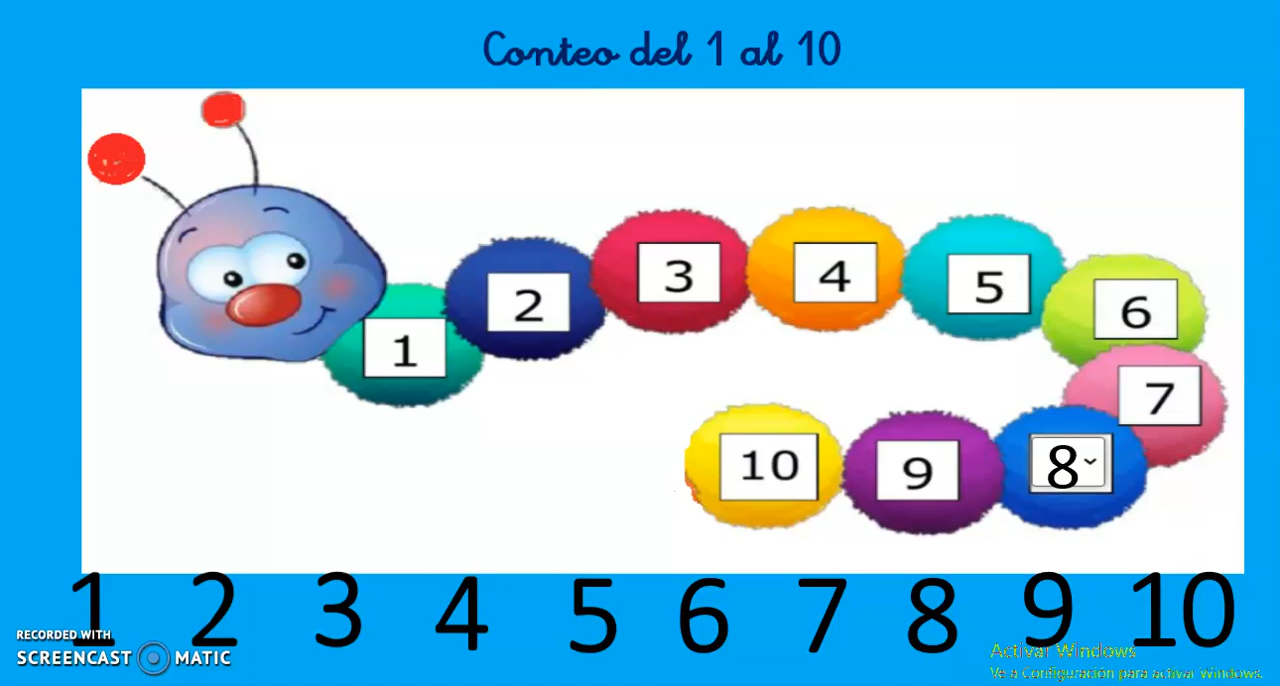 Conteo del 1 al 10
1 2 3 4 5 6 7 8 9 10
1 2 3 4 5 6 7 8 9 10
RECORDED WITH
SCREENCAST MATIC
Activar Windows
Ve a Configuración para activar Windows.